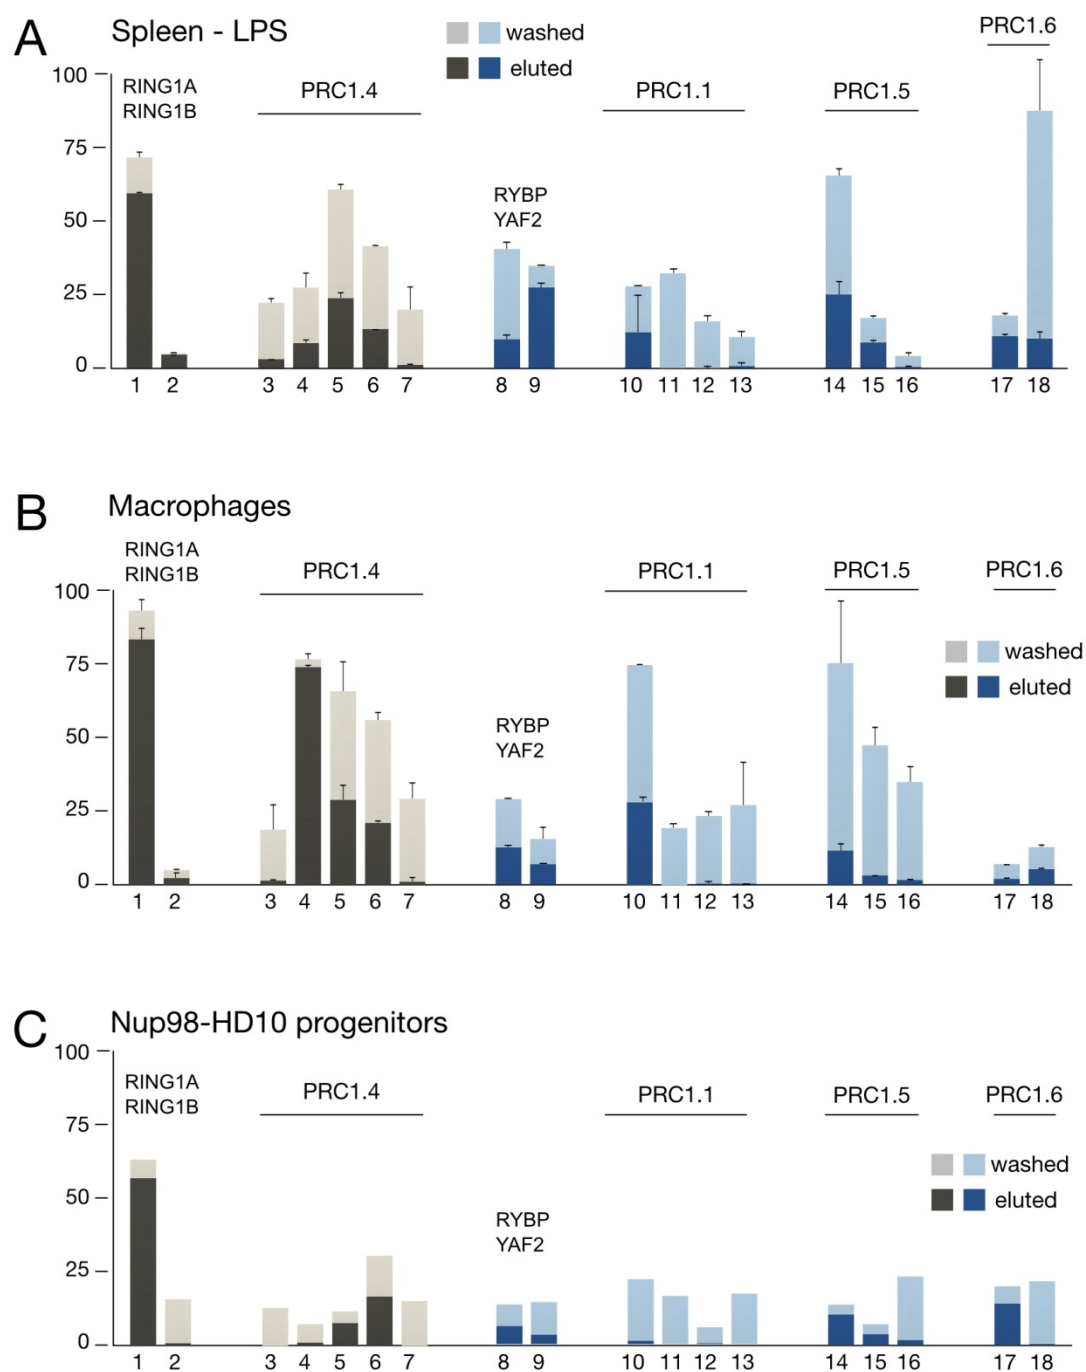 A
Spleen - LPS
washed
eluted
PRC1.6
RING1A
RING1B
PRC1.4
PRC1.1
PRC1.5
RYBP
YAF2
100
75
50
25
0
1 2 3 4 5 6 7 8 9 10 11 12 13 14 15 16 17 18
B
Macrophages
RING1A
RING1B
PRC1.4
PRC1.1
PRC1.5
PRC1.6
washed
eluted
RYBP
YAF2
100
75
50
25
0
1 2 3 4 5 6 7 8 9 10 11 12 13 14 15 16 17 18
C
Nup98-HD10 progenitors
RING1A
RING1B
PRC1.4
PRC1.1
PRC1.5
PRC1.6
washed
eluted
RYBP
YAF2
100
75
50
25
0
1 2 3 4 5 6 7 8 9 10 11 12 13 14 15 16 17 18